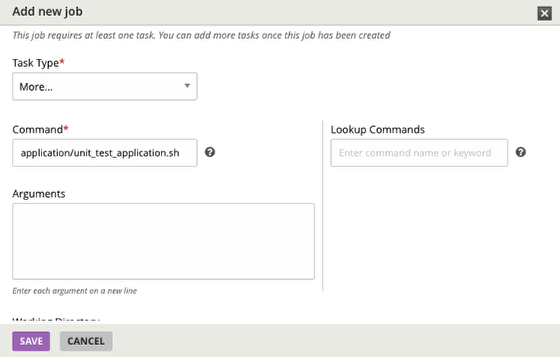 Add new job
This job requires at least one task. You can add more tasks once this job has been created
Task Type*
More...
Command*
Lookup Commands
application/unit_test_application.sh
Enter command name or keyword
Arguments
Enter each argument on a new line
Working Directory
SAVE
CANCEL